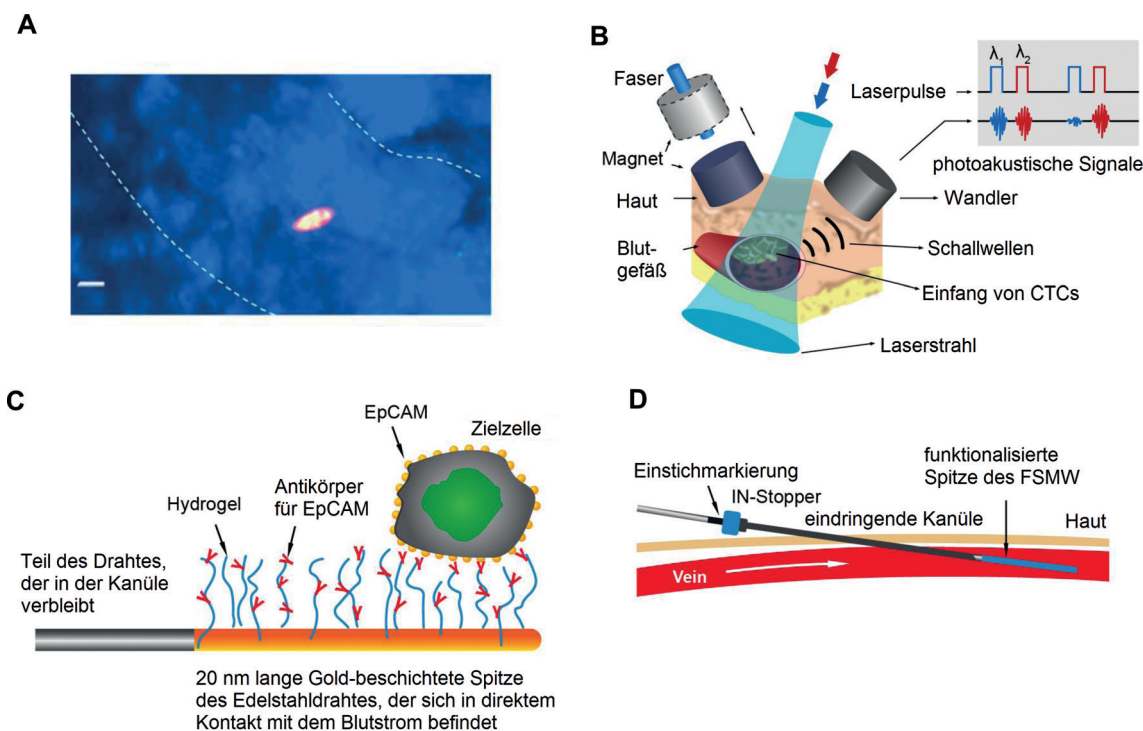 A
B
λ1 λ2
Faser
Laserpulse
Magnet
photoakustische Signale
Haut
Wandler
Blut-
gefäß
Schallwellen
Einfang von CTCs
Laserstrahl
C
EpCAM
Zielzelle
Hydrogel
Antikörper
für EpCAM
Teil des Drahtes,
der in der Kanüle
verbleibt
20 nm lange Gold-beschichtete Spitze
des Edelstahldrahtes, der sich in direktem
Kontakt mit dem Blutstrom befindet
D
funktionalisierte
Spitze des FSMW
Einstichmarkierung
IN-Stopper
eindringende Kanüle
Haut
Vein